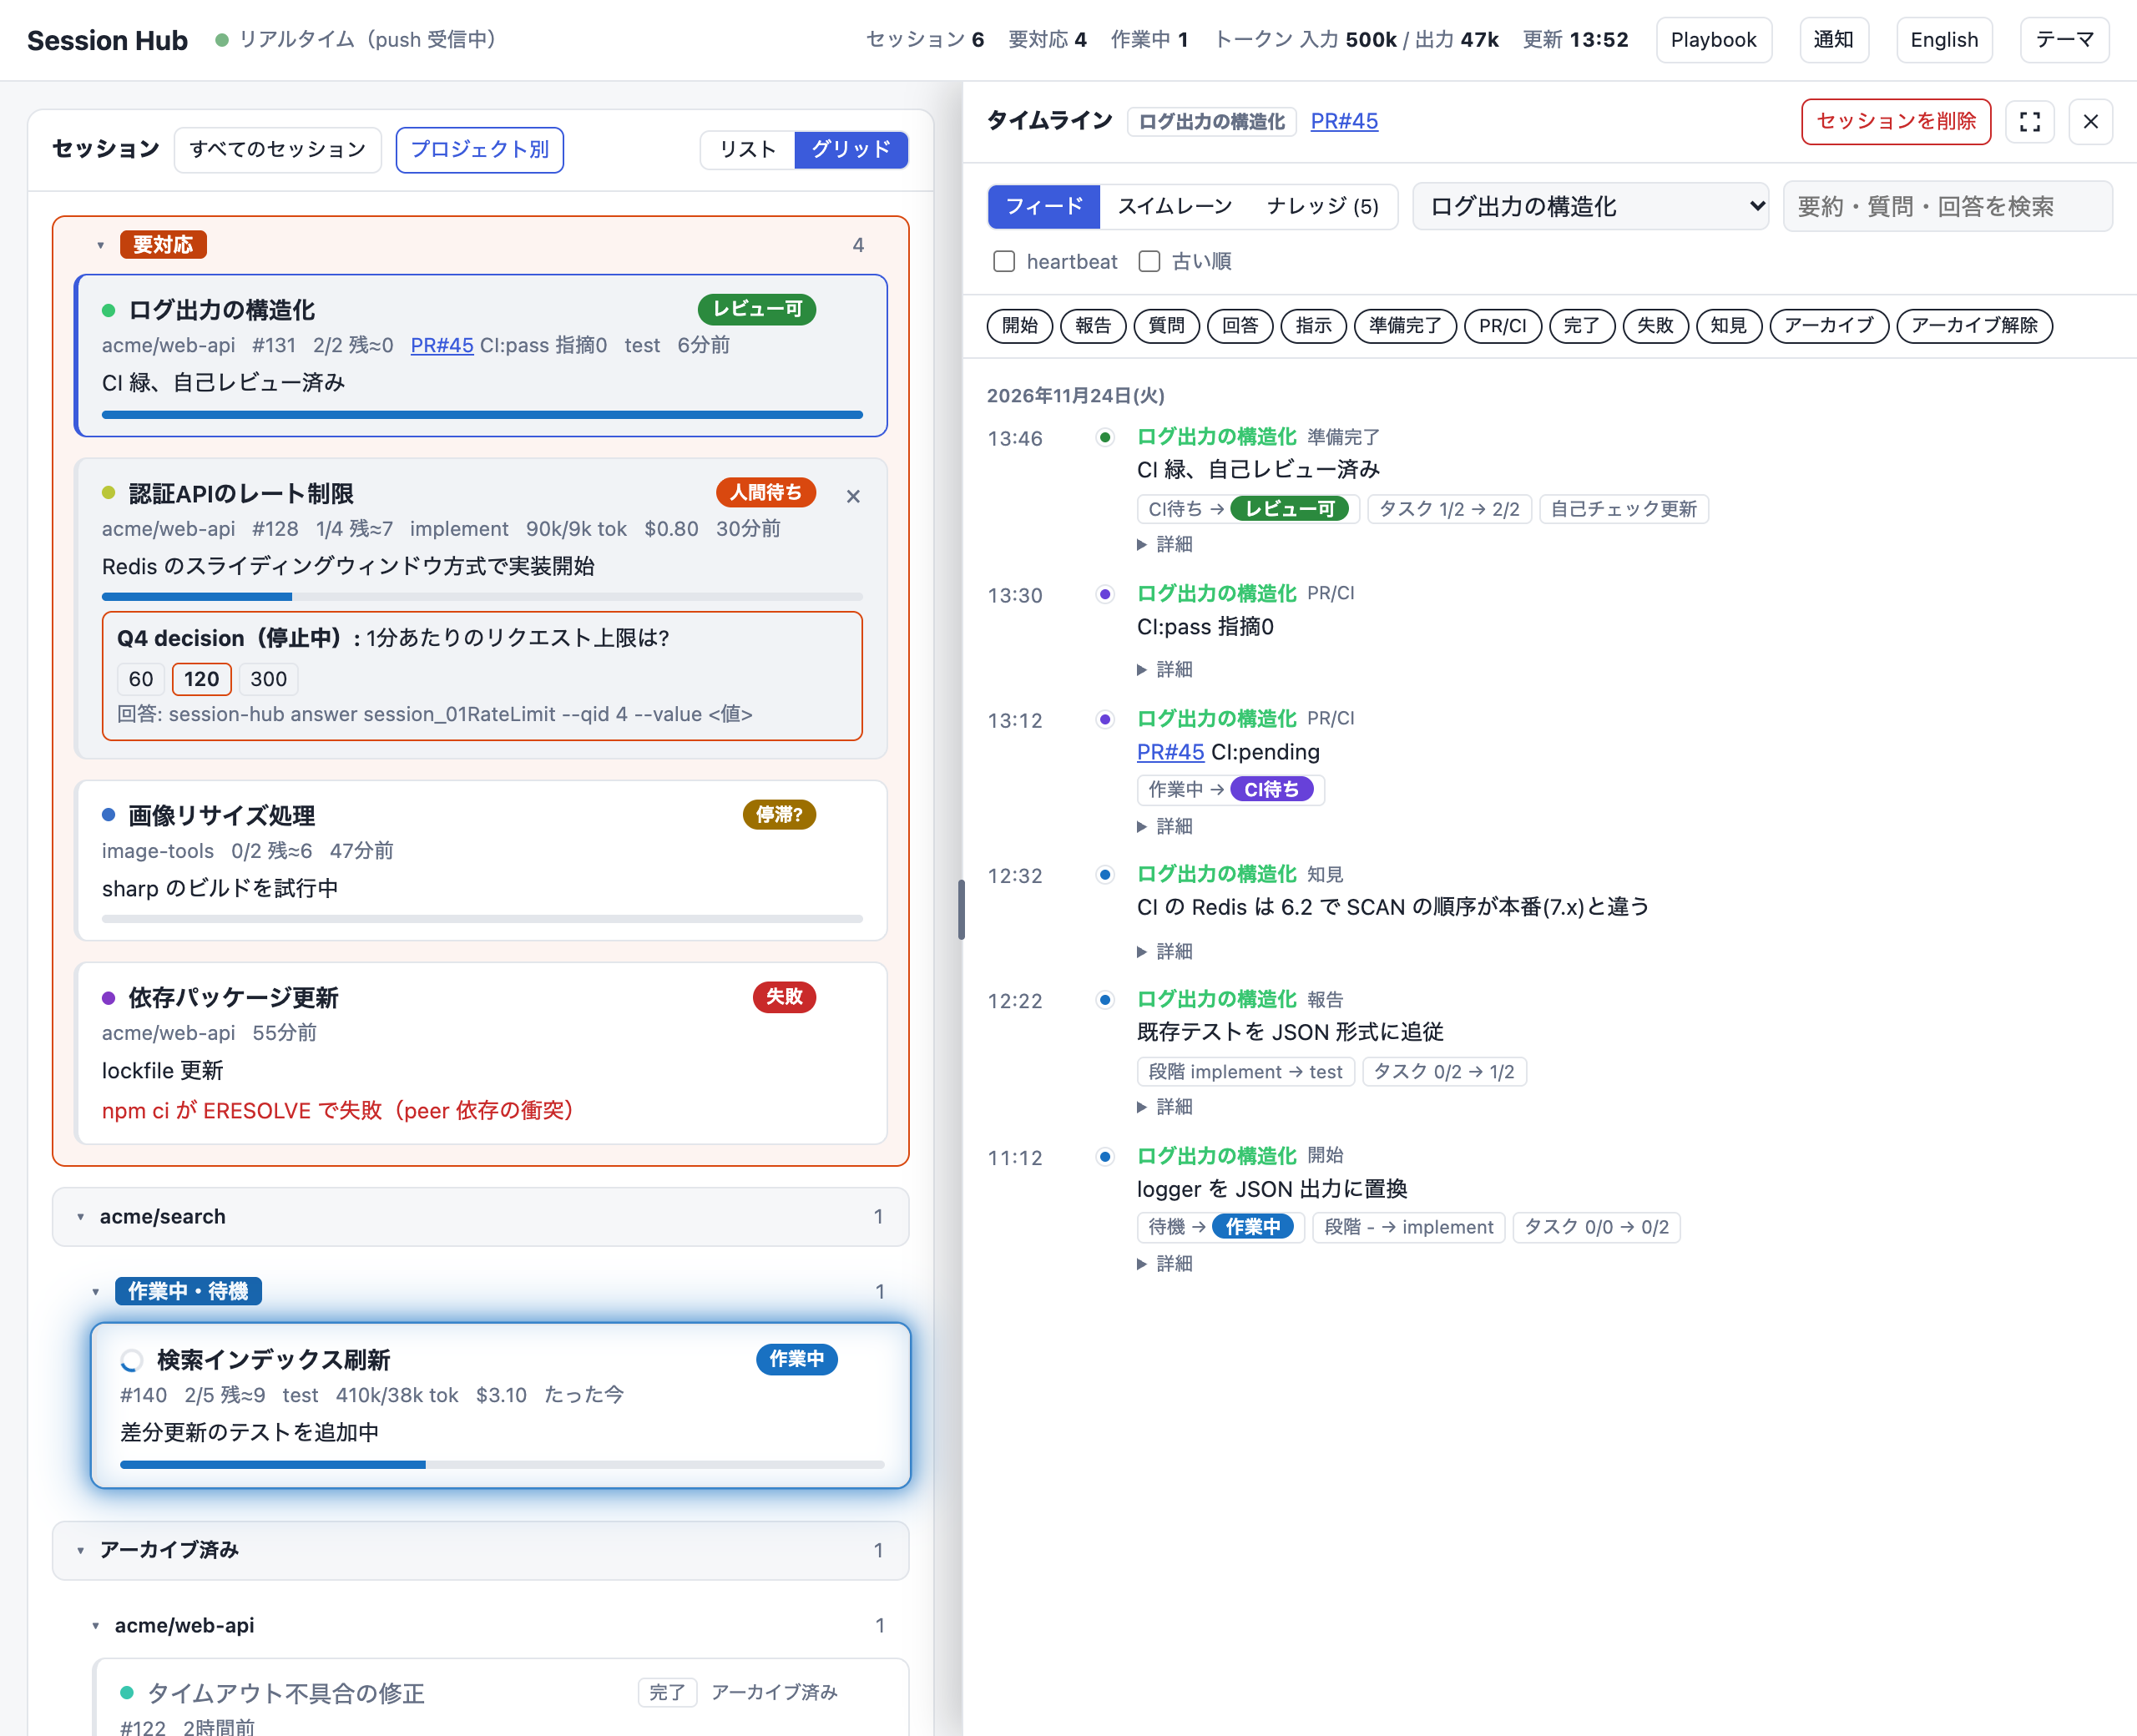 Session Hub リアルタイム（push 受信中） セッション 6 要対応 4 作業中 1 トークン 入力 500k / 出力 47k 更新 13:52 Playbook 通知 English テーマ
セッション すべてのセッション プロジェクト別 リスト グリッド
要対応 4
ログ出力の構造化 レビュー可
acme/web-api #131 2/2 残≈0 PR#45 CI:pass 指摘0 test 6分前
CI 緑、自己レビュー済み
認証APIのレート制限 人間待ち ×
acme/web-api #128 1/4 残≈7 implement 90k/9k tok $0.80 30分前
Redis のスライディングウィンドウ方式で実装開始
Q4 decision（停止中）: 1分あたりのリクエスト上限は?
60 120 300
回答: session-hub answer session_01RateLimit --qid 4 --value <値>
画像リサイズ処理 停滞?
image-tools 0/2 残≈6 47分前
sharp のビルドを試行中
依存パッケージ更新 失敗
acme/web-api 55分前
lockfile 更新
npm ci が ERESOLVE で失敗（peer 依存の衝突）
acme/search 1
作業中・待機 1
検索インデックス刷新 作業中
#140 2/5 残≈9 test 410k/38k tok $3.10 たった今
差分更新のテストを追加中
アーカイブ済み 1
acme/web-api 1
タイムアウト不具合の修正 完了 アーカイブ済み
#122 2時間前
タイムライン ログ出力の構造化 PR#45 セッションを削除 ×
フィード スイムレーン ナレッジ (5) ログ出力の構造化 要約・質問・回答を検索
heartbeat 古い順
開始 報告 質問 回答 指示 準備完了 PR/CI 完了 失敗 知見 アーカイブ アーカイブ解除
2026年11月24日(火)
13:46 ログ出力の構造化 準備完了
CI 緑、自己レビュー済み
CI待ち → レビュー可 タスク 1/2 → 2/2 自己チェック更新
▶ 詳細
13:30 ログ出力の構造化 PR/CI
CI:pass 指摘0
▶ 詳細
13:12 ログ出力の構造化 PR/CI
PR#45 CI:pending
作業中 → CI待ち
▶ 詳細
12:32 ログ出力の構造化 知見
CI の Redis は 6.2 で SCAN の順序が本番(7.x)と違う
▶ 詳細
12:22 ログ出力の構造化 報告
既存テストを JSON 形式に追従
段階 implement → test タスク 0/2 → 1/2
▶ 詳細
11:12 ログ出力の構造化 開始
logger を JSON 出力に置換
待機 → 作業中 段階 - → implement タスク 0/0 → 0/2
▶ 詳細